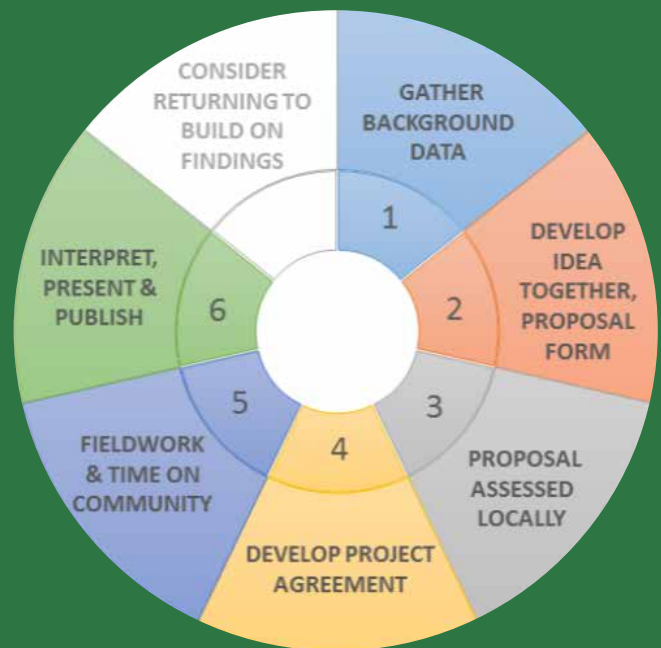 GATHER
BACKGROUND
DATA
1
DEVELOP
IDEA
TOGETHER,
PROPOSAL
FORM
2
PROPOSAL
ASSESSED
LOCALLY
3
DEVELOP PROJECT
AGREEMENT
4
FIELDWORK
& TIME ON
COMMUNITY
5
INTERPRET,
PRESENT &
PUBLISH
6
CONSIDER
RETURNING TO
BUILD ON
FINDINGS